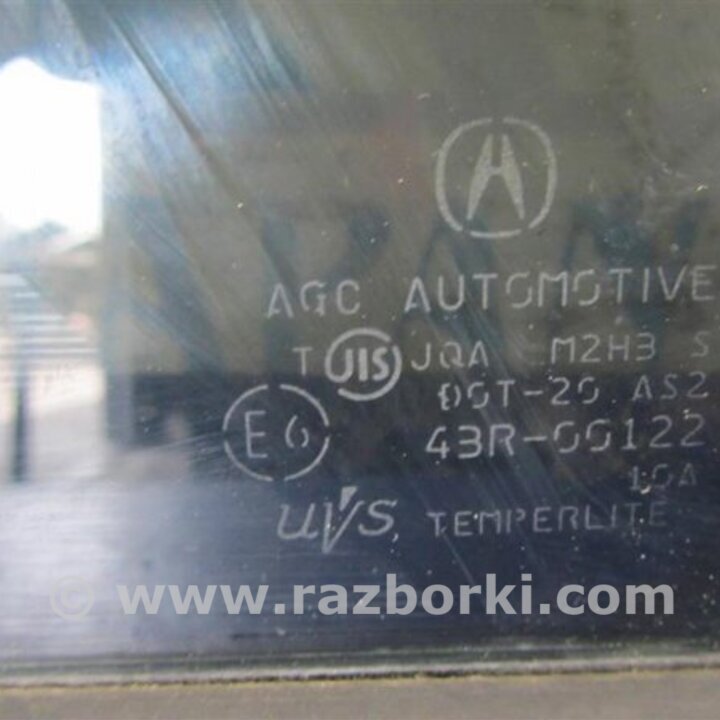 AGC AUTOMOTIVE
T JIS JQA M2H3 S
DOT-20 AS2
E6 43R-00122
10A
uvs TEMPERLITE
© www.razborki.com